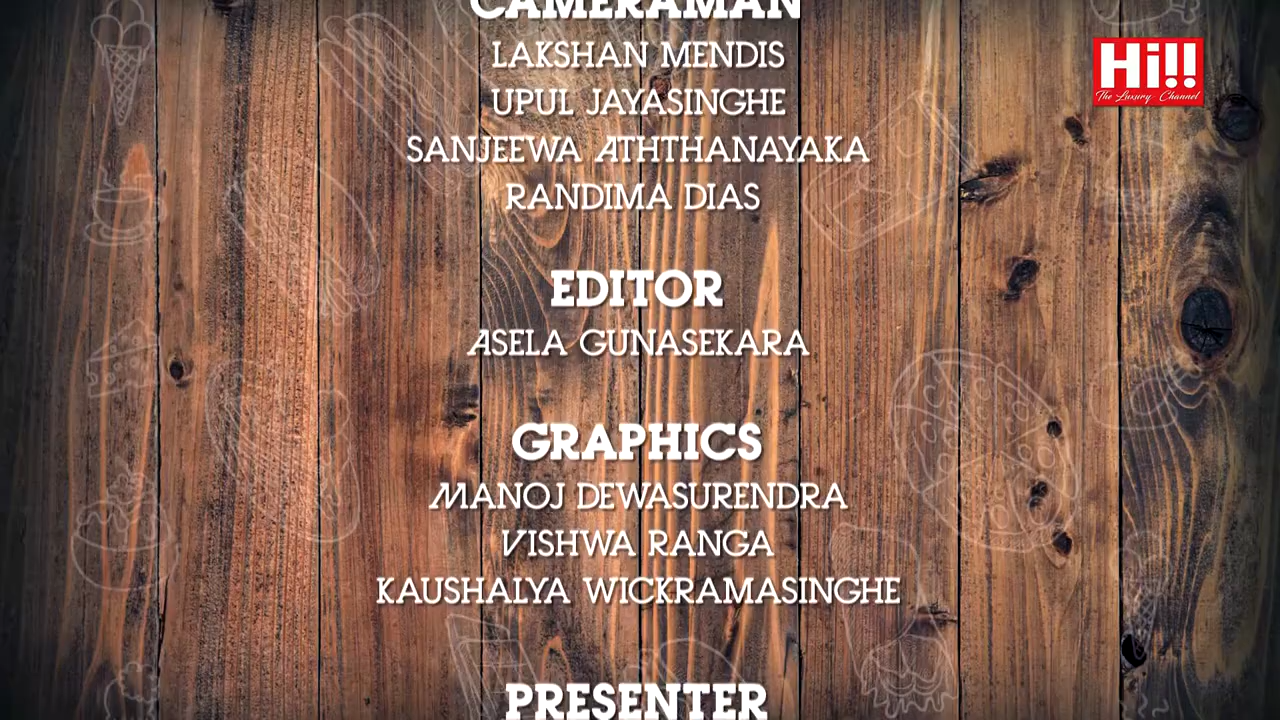 CAMERAMAN
LAKSHAN MENDIS
UPUL JAYASINGHE
SANJEEWA ATHTHANAYAKA
RANDIMA DIAS
EDITOR
ASELA GUNASEKARA
GRAPHICS
MANOJ DEWASURENDRA
VISHWA RANGA
KAUSHALYA WICKRAMASINGHE
PRESENTER
Hi!!
The Luxury Channel